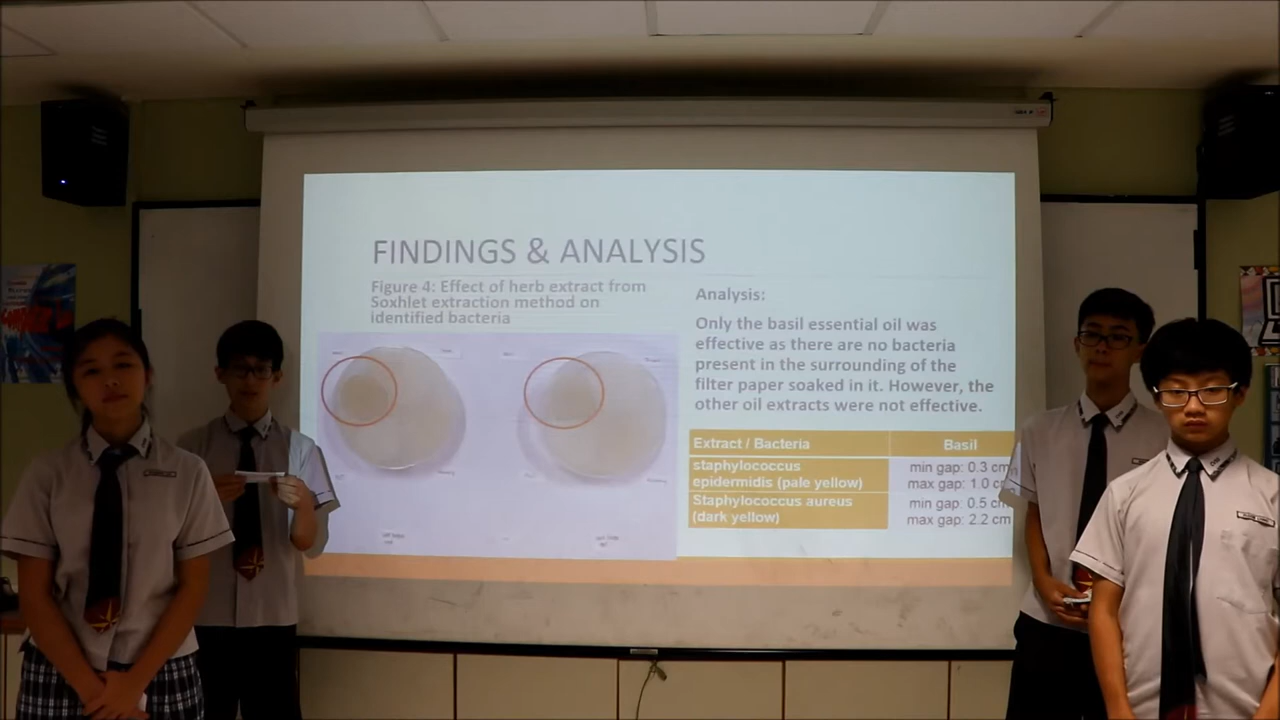 FINDINGS & ANALYSIS
Figure 4: Effect of herb extract from
Soxhlet extraction method on
identified bacteria
Analysis:
Only the basil essential oil was
effective as there are no bacteria
present in the surrounding of the
filter paper soaked in it. However, the
other oil extracts were not effective.
Extract / Bacteria Basil
staphylococcus
epidermidis (pale yellow)
min gap: 0.3 cm
max gap: 1.0 cm
Staphylococcus aureus
(dark yellow)
min gap: 0.5 cm
max gap: 2.2 cm